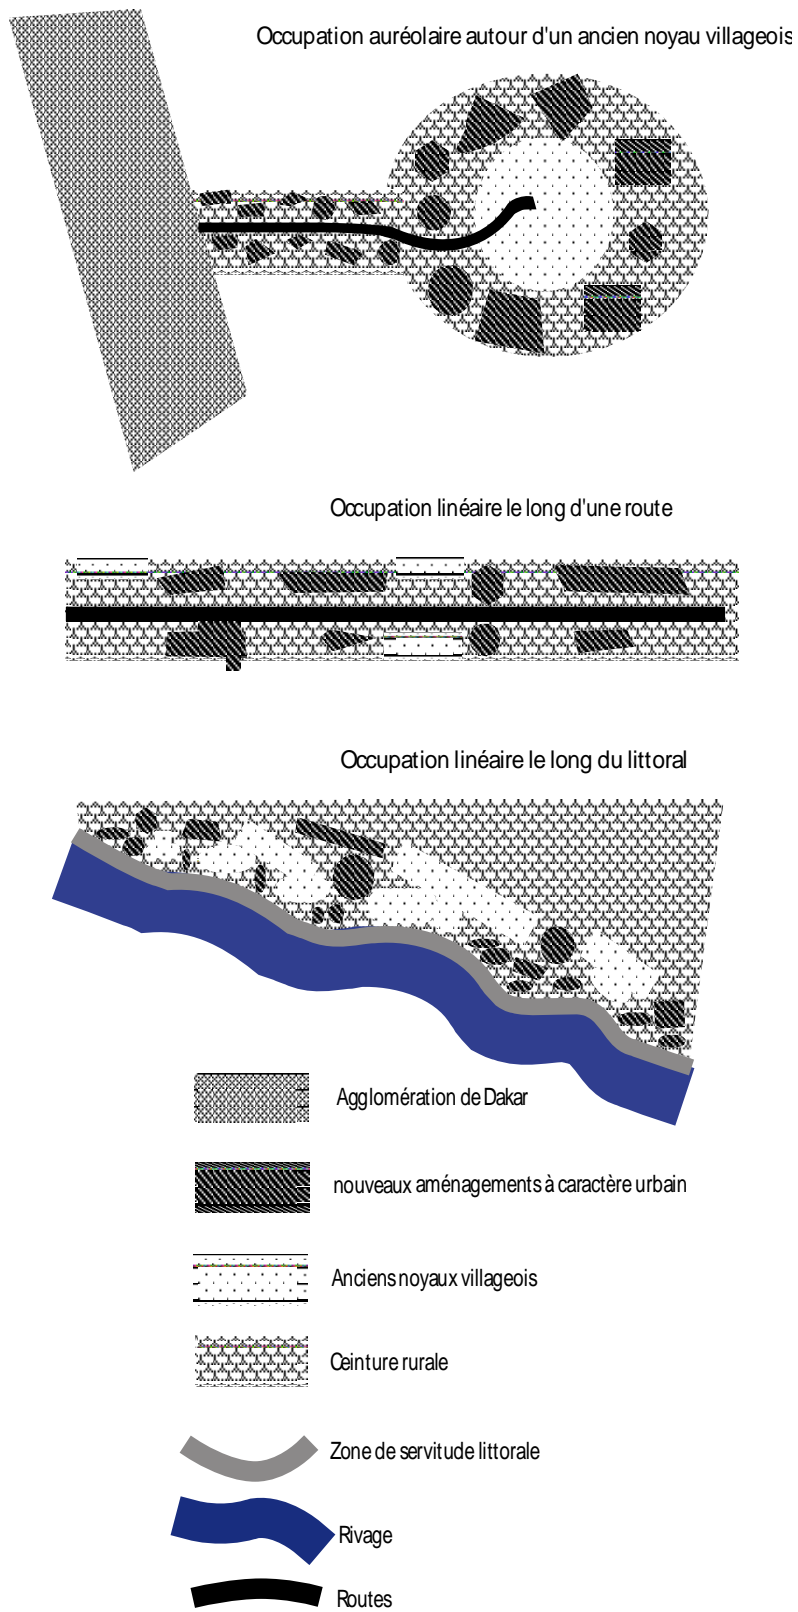 Occupation auréolaire autour d'un ancien noyau villageois
Occupation linéaire le long d'une route
Occupation linéaire le long du littoral
Agglomération de Dakar
nouveaux aménagements à caractère urbain
Anciens noyaux villageois
Ceinture rurale
Zone de servitude littorale
Rivage
Routes